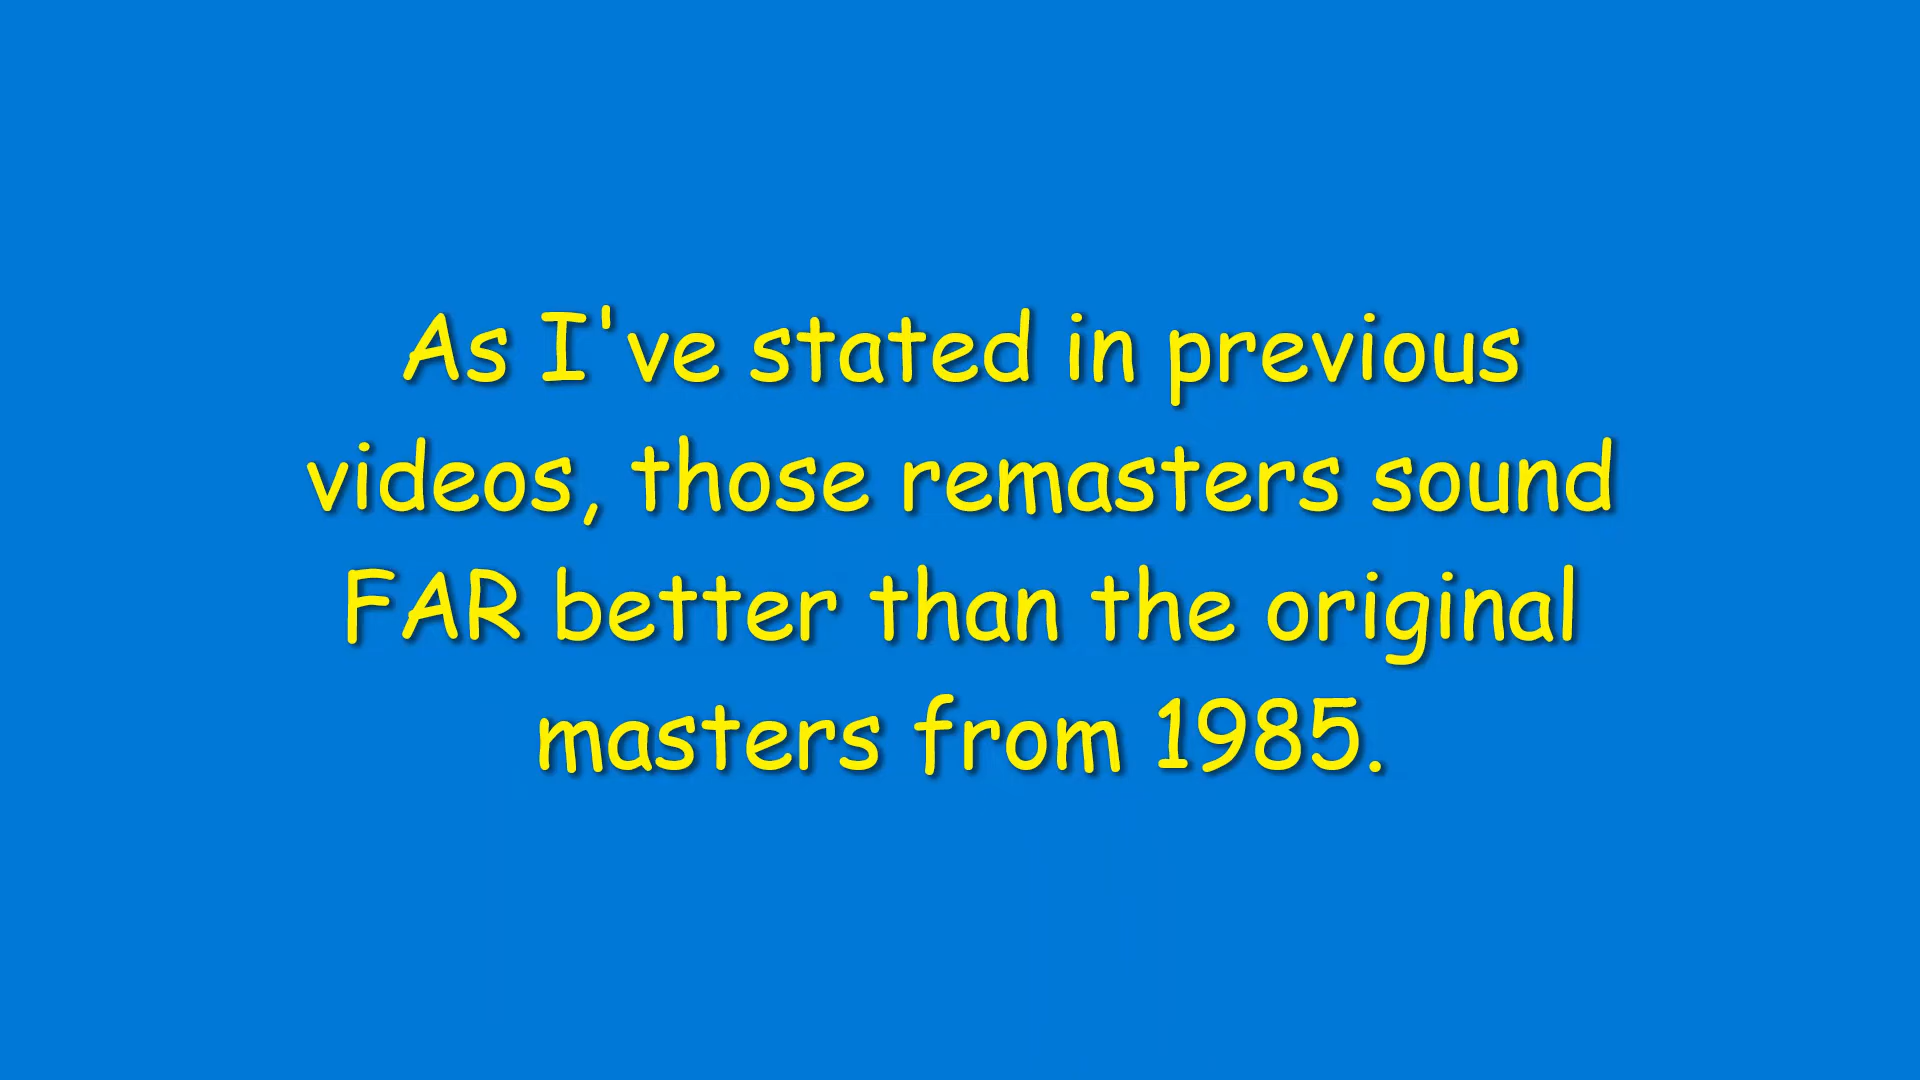 As I've stated in previous
videos, those remasters sound
FAR better than the original
masters from 1985.